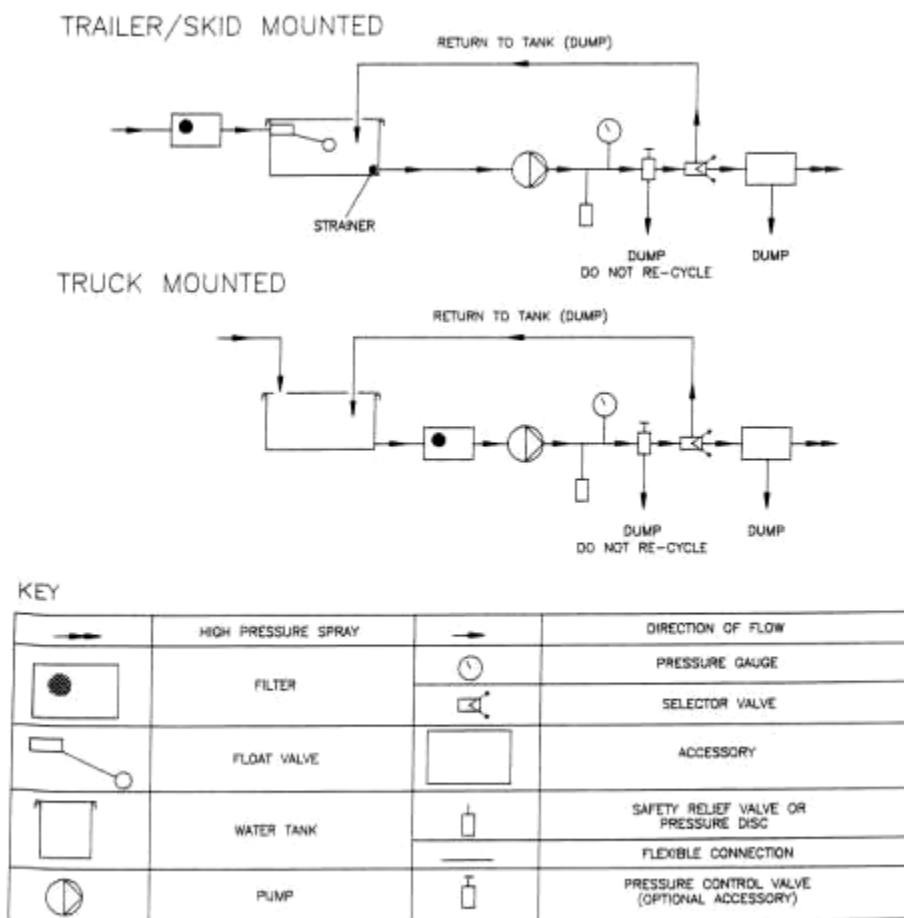 TRAILER/SKID MOUNTED
RETURN TO TANK (DUMP)
STRAINER
DUMP
DO NOT RE-CYCLE
DUMP
TRUCK MOUNTED
RETURN TO TANK (DUMP)
DUMP
DO NOT RE-CYCLE
DUMP
KEY
HIGH PRESSURE SPRAY
DIRECTION OF FLOW
FILTER
PRESSURE GAUGE
SELECTOR VALVE
FLOAT VALVE
ACCESSORY
WATER TANK
SAFETY RELIEF VALVE OR
PRESSURE DISC
FLEXIBLE CONNECTION
PUMP
PRESSURE CONTROL VALVE
(OPTIONAL ACCESSORY)